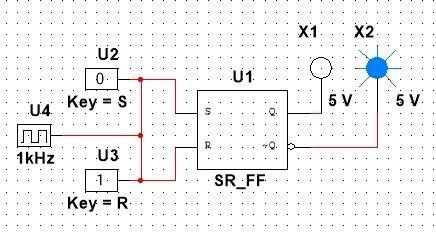 X1 X2
U2
U1
0
5 V 5 V
Key = S
U4
S Q
1kHz
U3
R ~Q
1
SR_FF
Key = R